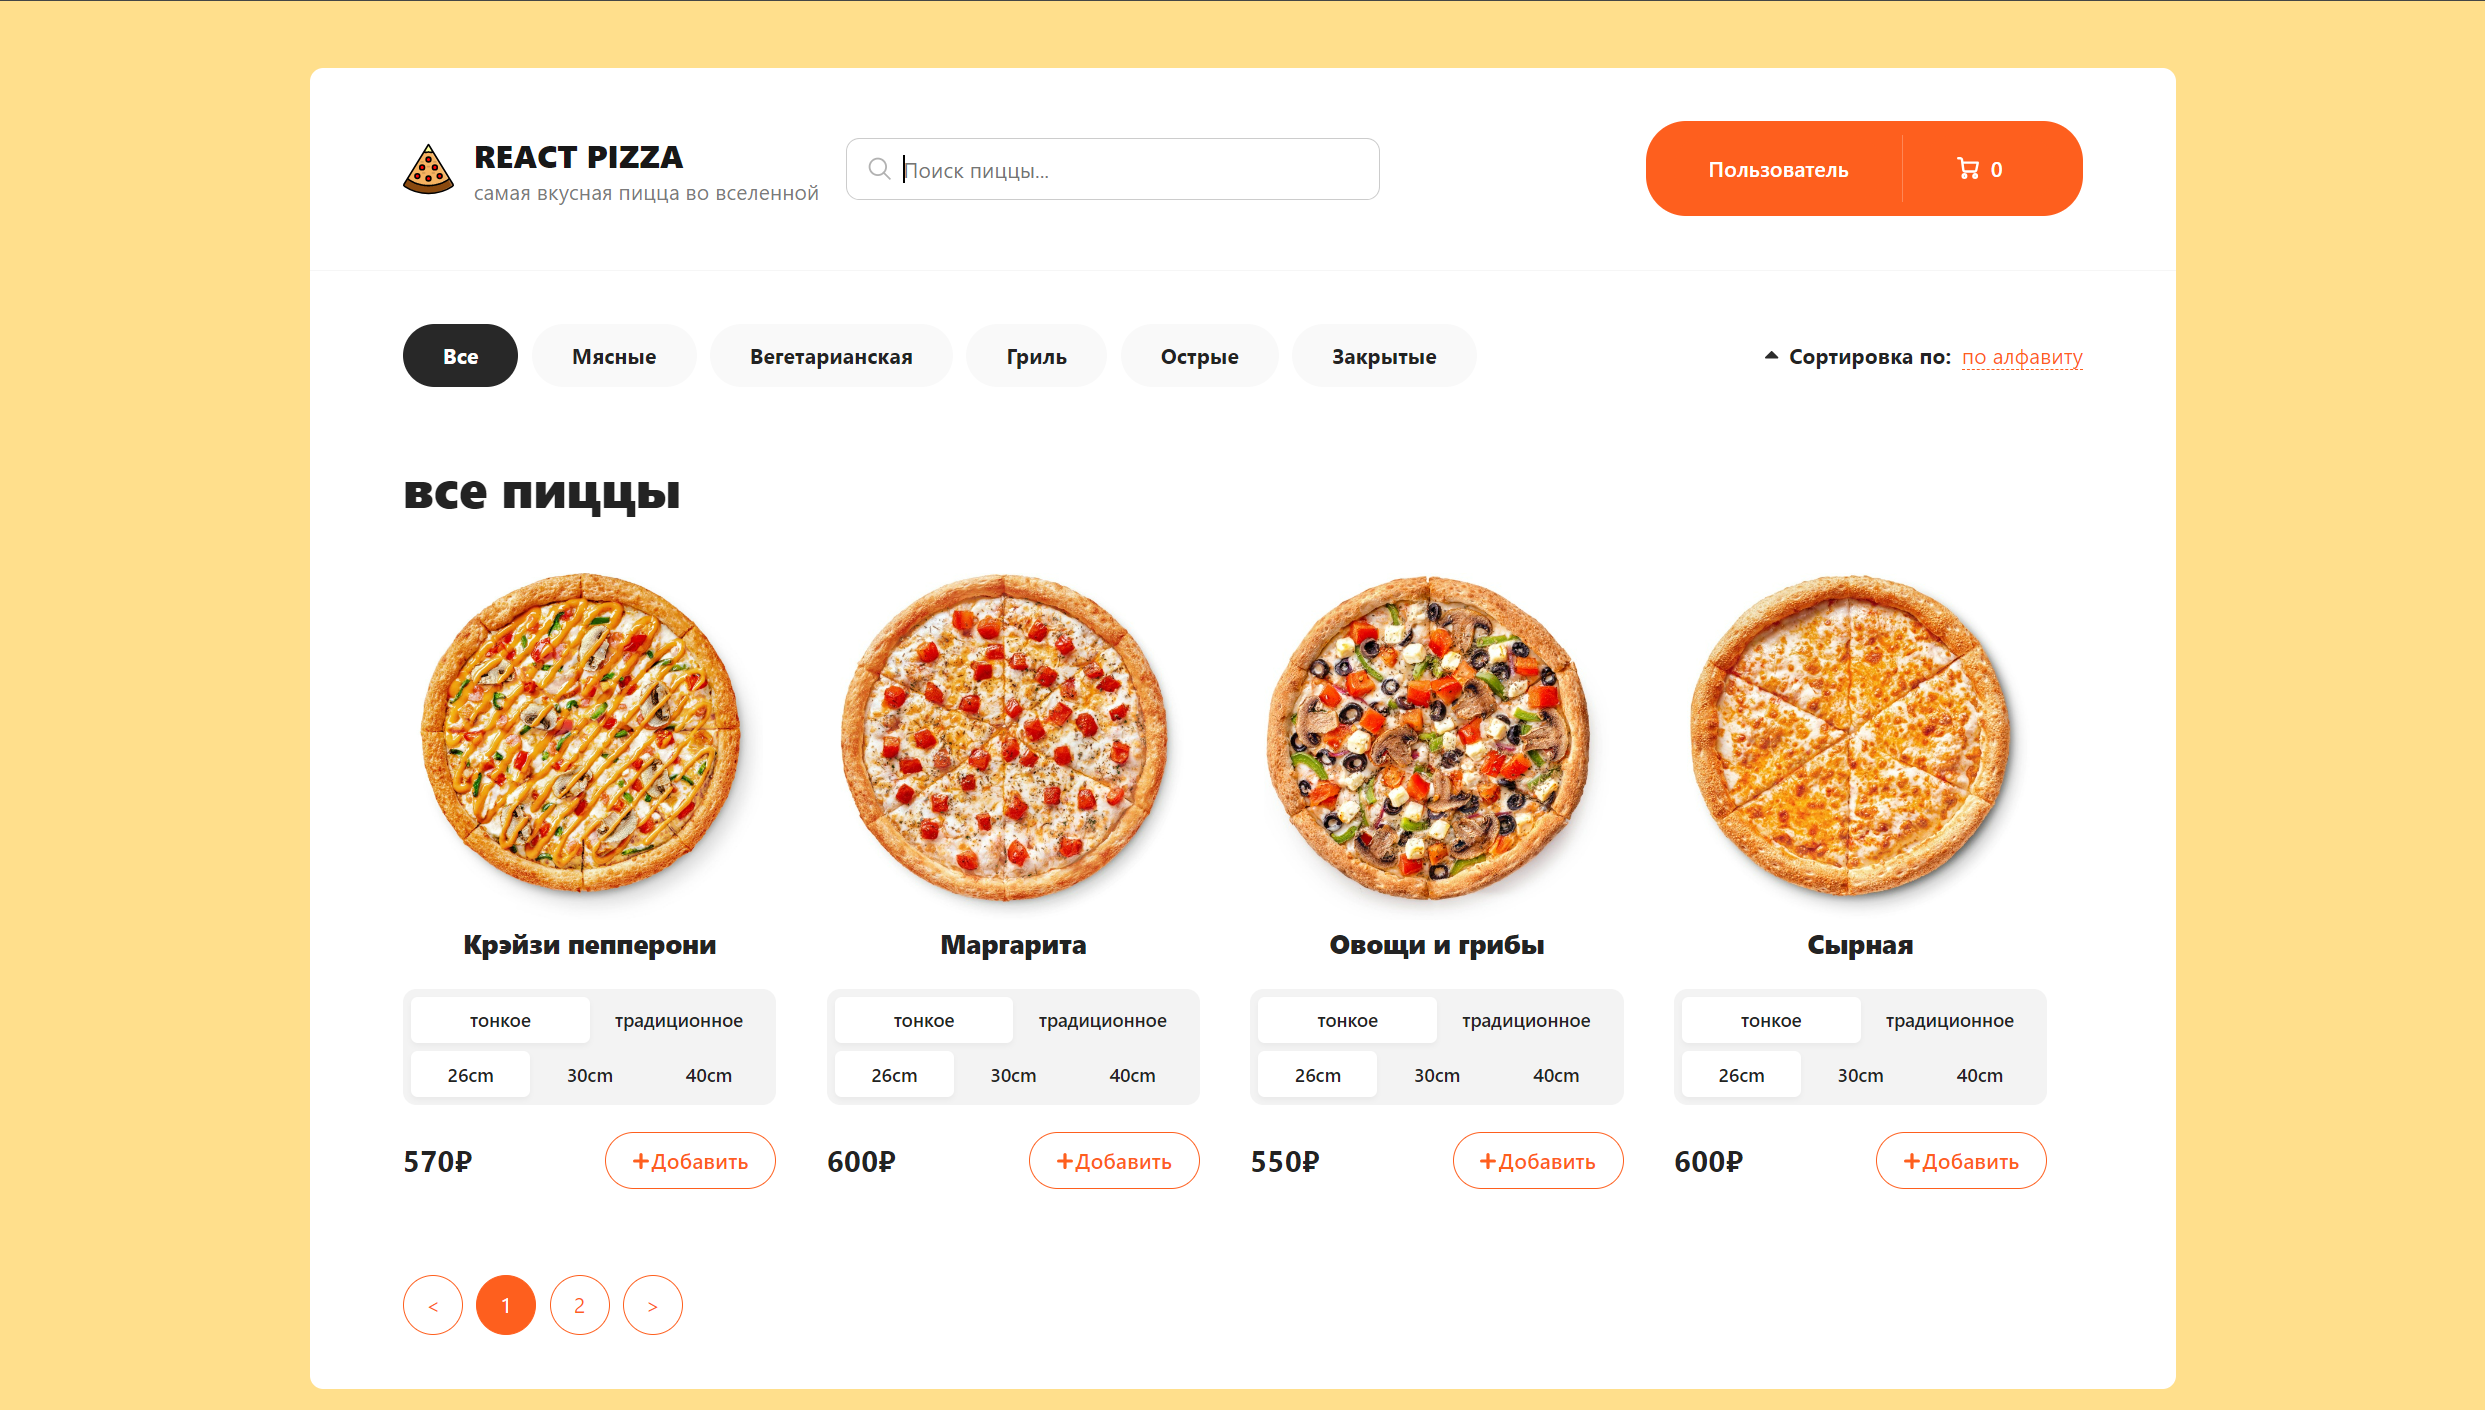 REACT PIZZA
самая вкусная пицца во вселенной
Поиск пиццы...
Пользователь
0
Все
Мясные
Вегетарианская
Гриль
Острые
Закрытые
Сортировка по: по алфавиту
все пиццы
Крэйзи пепперони
тонкое традиционное
26cm 30cm 40cm
570₽ +Добавить
Маргарита
тонкое традиционное
26cm 30cm 40cm
600₽ +Добавить
Овощи и грибы
тонкое традиционное
26cm 30cm 40cm
550₽ +Добавить
Сырная
тонкое традиционное
26cm 30cm 40cm
600₽ +Добавить
< 1 2 >